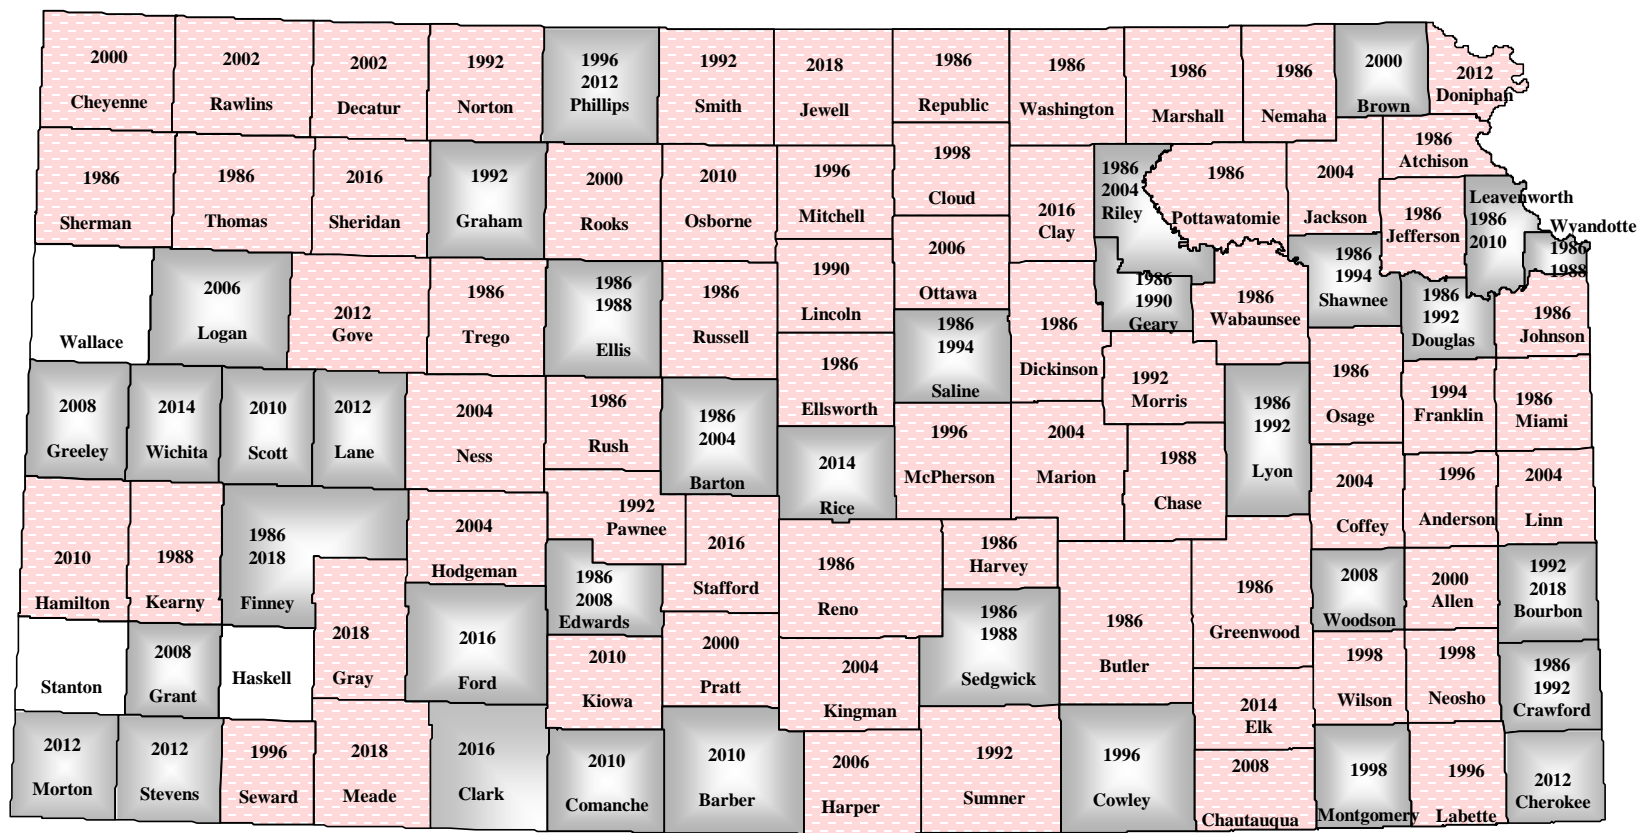 2000
Cheyenne
2002
Rawlins
2002
Decatur
1992
Norton
1996
2012
Phillips
1992
Smith
2018
Jewell
1986
Republic
1986
Washington
1986
Marshall
1986
Nemaha
2000
Brown
2012
Doniphan
1986
Sherman
1986
Thomas
2016
Sheridan
1992
Graham
2000
Rooks
2010
Osborne
1996
Mitchell
1998
Cloud
2016
Clay
1986
2004
Riley
1986
Pottawatomie
2004
Jackson
1986
Atchison
1986
Jefferson
Leavenworth
1986
2010
Wyandotte
1986
1988
Wallace
2006
Logan
2012
Gove
1986
Trego
1986
1988
Ellis
1986
Russell
1990
Lincoln
2006
Ottawa
1986
Dickinson
1986
1990
Geary
1986
Wabaunsee
1986
1994
Shawnee
1986
1992
Douglas
1986
Johnson
2008
Greeley
2014
Wichita
2010
Scott
2012
Lane
2004
Ness
1986
Rush
1986
2004
Barton
1986
Ellsworth
1986
1994
Saline
1992
Morris
1986
1992
Lyon
1986
Osage
1994
Franklin
1986
Miami
2014
Rice
1996
McPherson
2004
Marion
1988
Chase
2004
Coffey
1996
Anderson
2004
Linn
2010
Hamilton
1988
Kearny
1986
2018
Finney
2004
Hodgeman
1992
Pawnee
1986
2008
Edwards
2016
Stafford
1986
Reno
1986
Harvey
1986
1988
Sedgwick
1986
Butler
1986
Greenwood
2008
Woodson
2000
Allen
1992
2018
Bourbon
Stanton
2008
Grant
Haskell
2018
Gray
2016
Ford
2010
Kiowa
2000
Pratt
2004
Kingman
2014
Elk
1998
Wilson
1998
Neosho
1986
1992
Crawford
2012
Morton
2012
Stevens
1996
Seward
2018
Meade
2016
Clark
2010
Comanche
2010
Barber
2006
Harper
1992
Sumner
1996
Cowley
2008
Chautauqua
1998
Montgomery
1996
Labette
2012
Cherokee